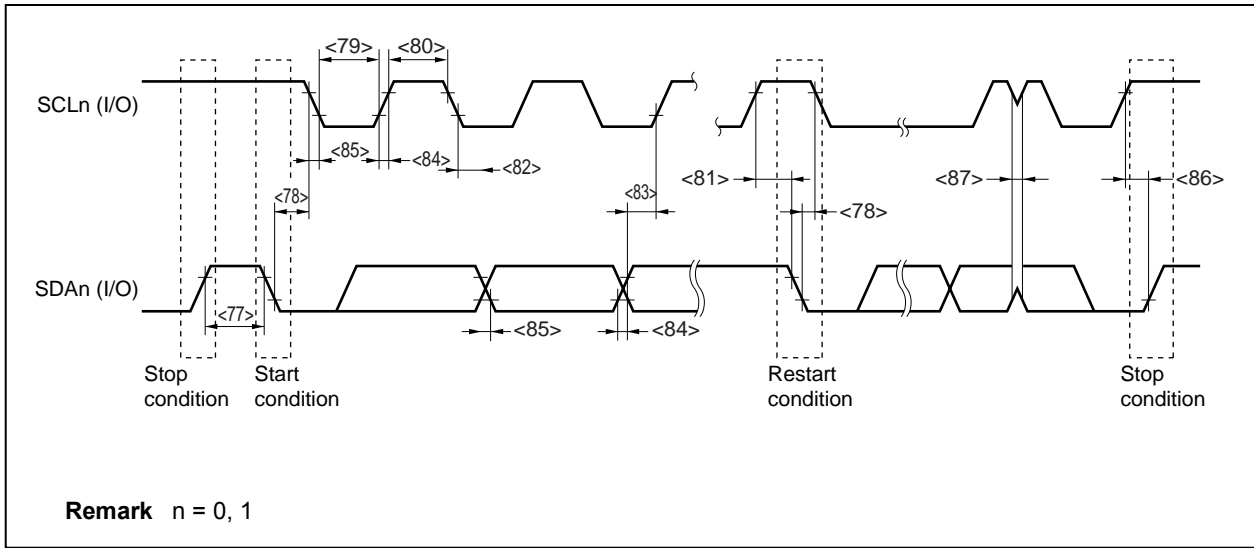 <79> <80>
SCLn (I/O)
<85> <84> <82>
<81> <87> <86>
<78> <83> <78>
SDAn (I/O)
<77> <85> <84>
Stop condition
Start condition
Restart condition
Stop condition
Remark n = 0, 1